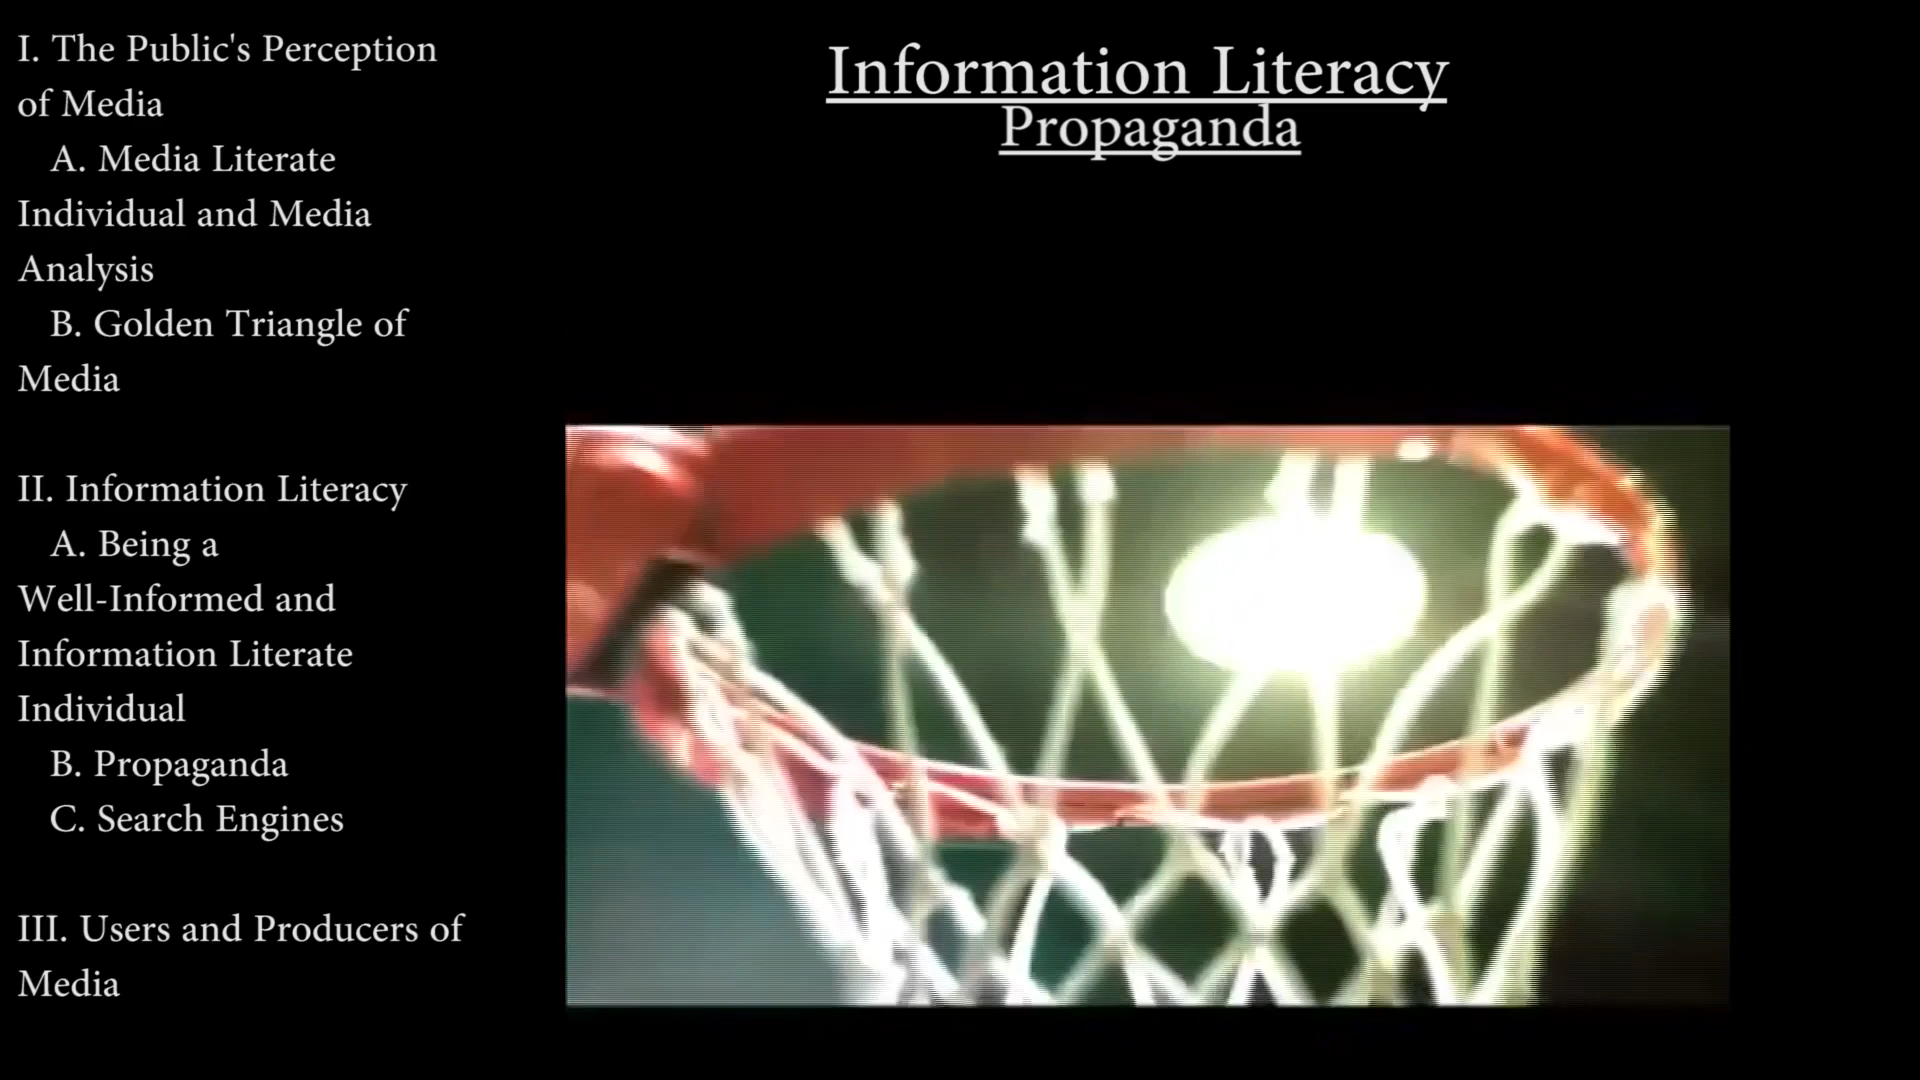 I. The Public's Perception
of Media
A. Media Literate
Individual and Media
Analysis
B. Golden Triangle of
Media
II. Information Literacy
A. Being a
Well-Informed and
Information Literate
Individual
B. Propaganda
C. Search Engines
III. Users and Producers of
Media
Information Literacy
Propaganda